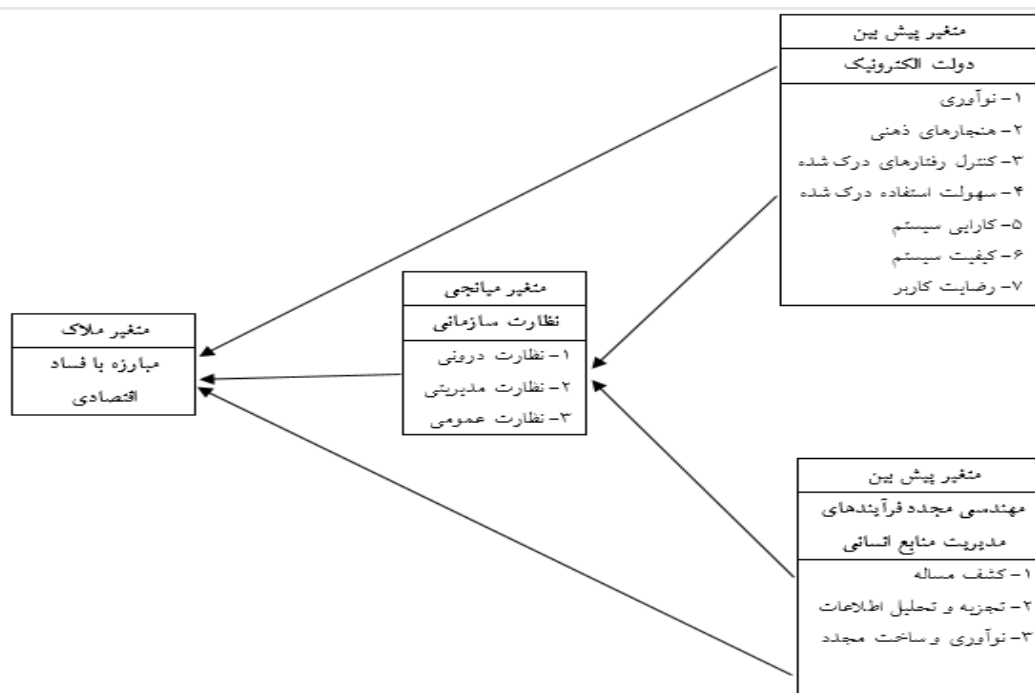 متغیر پیش بین
دولت الکترونیک
۱- نوآوری
۲- هنجارهای ذهنی
۳- کنترل رفتارهای درک شده
۴- سهولت استفاده درک شده
۵- کارایی سیستم
۶- کیفیت سیستم
۷- رضایت کاربر
متغیر میانجی
نظارت سازمانی
۱- نظارت درونی
۲- نظارت مدیریتی
۳- نظارت عمومی
متغیر ملاک
مبارزه با فساد
اقتصادی
متغیر پیش بین
مهندسی مجدد فرآیندهای
مدیریت منابع انسانی
۱- کشف مساله
۲- تجزیه و تحلیل اطلاعات
۳- نوآوری و ساخت مجدد